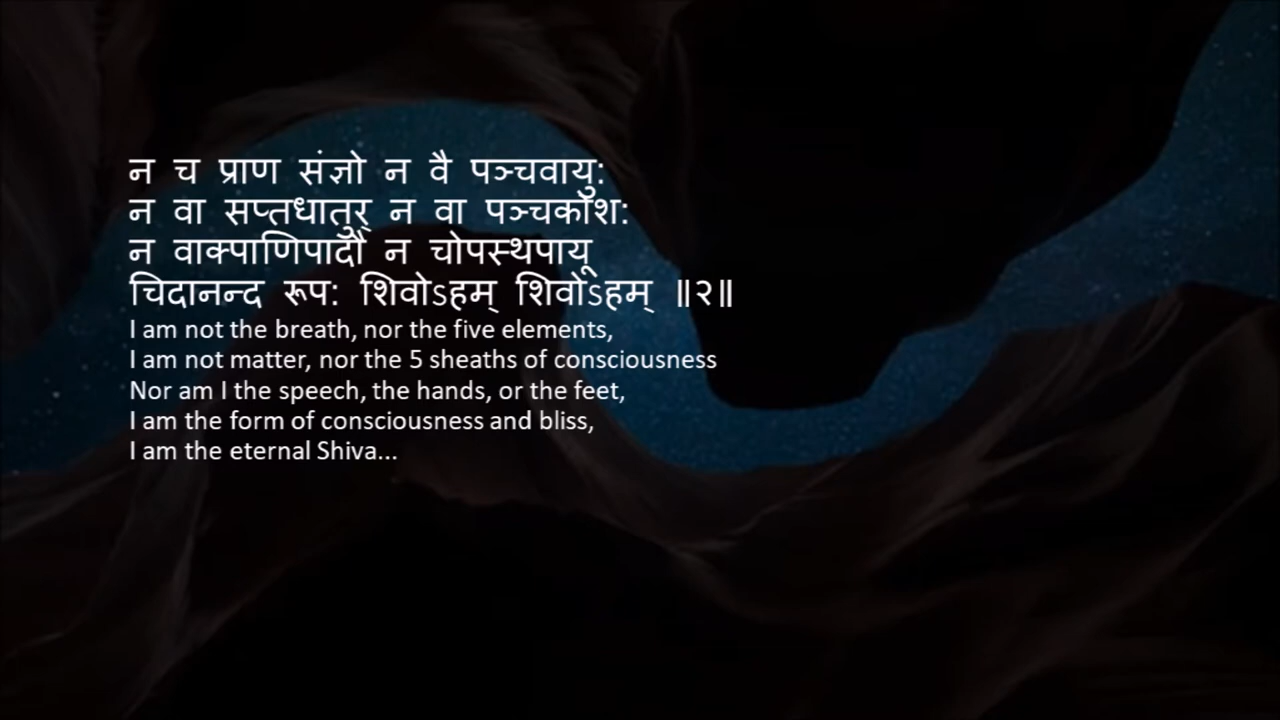 न च प्राण संज्ञो न वै पञ्चवायु:
न वा सप्तधातुर् न वा पञ्चकोश:
न वाक्पाणिपादौ न चोपस्थपायू
चिदानन्द रूप: शिवोऽहम् शिवोऽहम् ॥२॥
I am not the breath, nor the five elements,
I am not matter, nor the 5 sheaths of consciousness
Nor am I the speech, the hands, or the feet,
I am the form of consciousness and bliss,
I am the eternal Shiva...